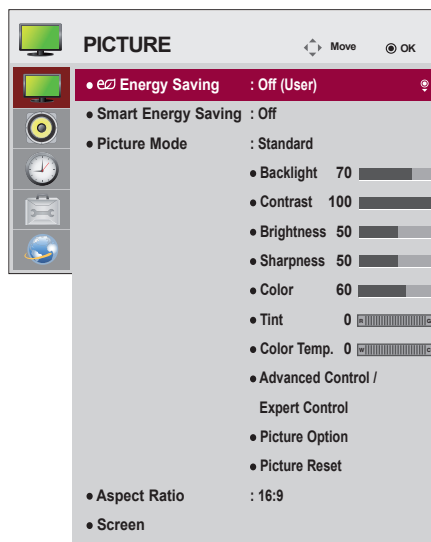 PICTURE Move OK
● e Energy Saving : Off (User)
● Smart Energy Saving : Off
● Picture Mode : Standard
● Backlight 70
● Contrast 100
● Brightness 50
● Sharpness 50
● Color 60
● Tint 0 R G
● Color Temp. 0 W C
● Advanced Control /
Expert Control
● Picture Option
● Picture Reset
● Aspect Ratio : 16:9
● Screen